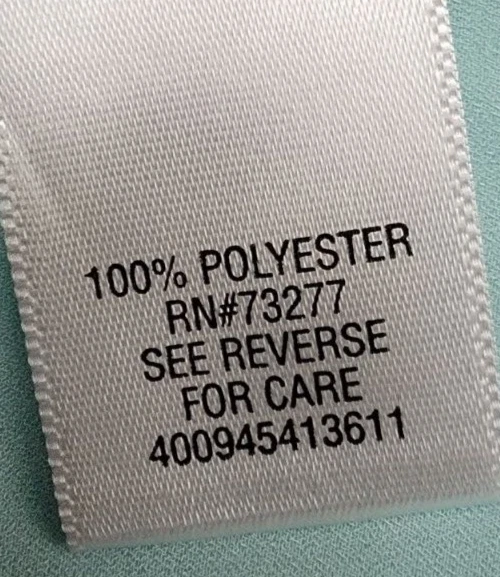 100% POLYESTER
RN#73277
SEE REVERSE
FOR CARE
400945413611